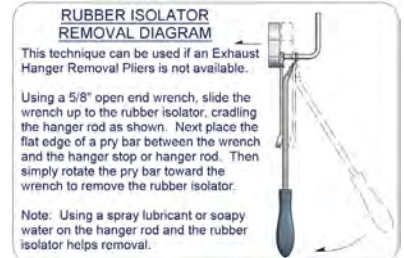 RUBBER ISOLATOR
REMOVAL DIAGRAM
This technique can be used if an Exhaust
Hanger Removal Pliers is not available.
Using a 5/8" open end wrench, slide the
wrench up to the rubber isolator, cradling
the hanger rod as shown.  Next place the
flat edge of a pry bar between the wrench
and the hanger stop or hanger rod.  Then
simply rotate the pry bar toward the
wrench to remove the rubber isolator.
Note:  Using a spray lubricant or soapy
water on the hanger rod and the rubber
isolator helps removal.